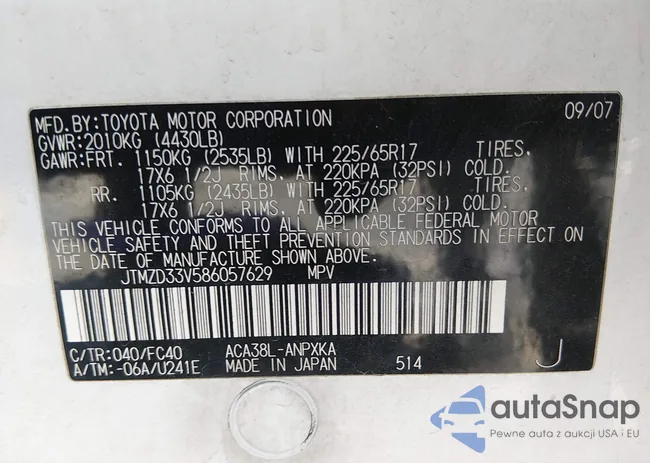 MFD.BY:TOYOTA MOTOR CORPORATION 09/07
GVWR:2010KG (4430LB)
GAWR:FRT. 1150KG (2535LB) WITH 225/65R17 TIRES,
17X6 1/2J RIMS, AT 220KPA (32PSI) COLD.
RR. 1105KG (2435LB) WITH 225/65R17 TIRES,
17X6 1/2J RIMS, AT 220KPA (32PSI) COLD.
THIS VEHICLE CONFORMS TO ALL APPLICABLE FEDERAL MOTOR
VEHICLE SAFETY AND THEFT PREVENTION STANDARDS IN EFFECT ON
THE DATE OF MANUFACTURE SHOWN ABOVE.
JTMZD33V586057629 MPV
C/TR:040/FC40 ACA38L-ANPXKA
A/TM:-06A/U241E MADE IN JAPAN 514 J
autaSnap
Pewne auta z aukcji USA i EU